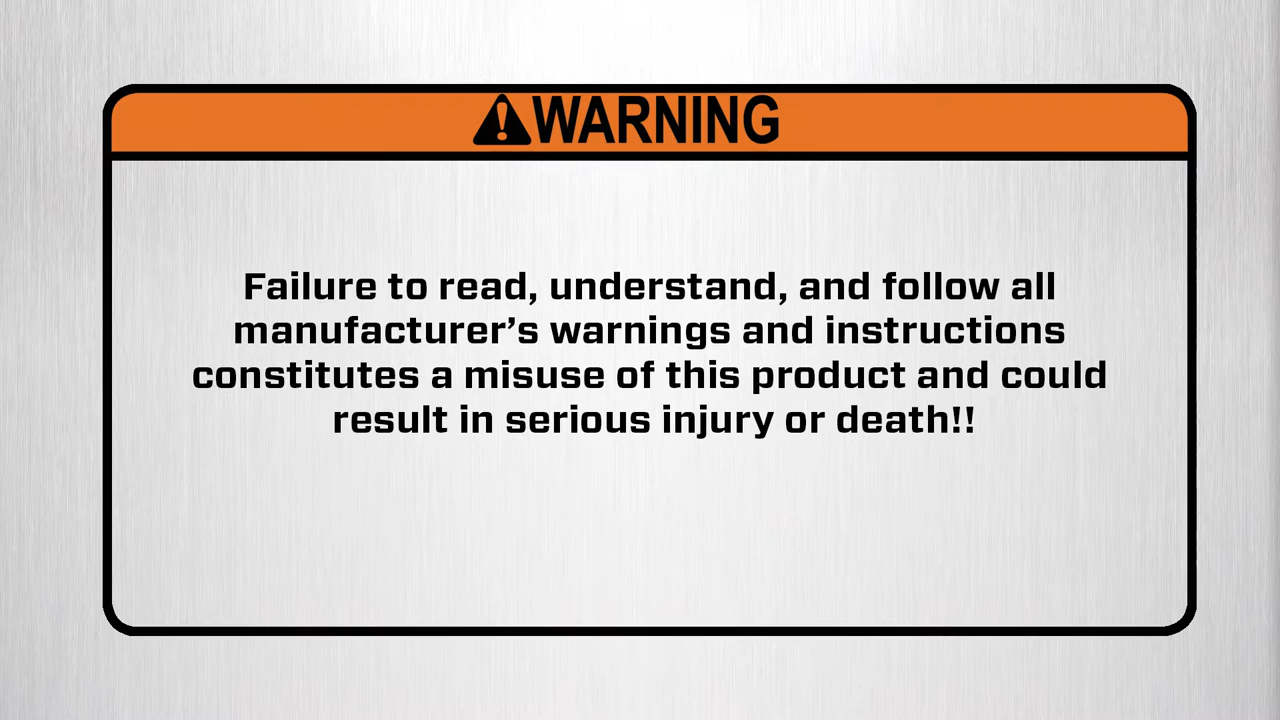 WARNING
Failure to read, understand, and follow all
manufacturer’s warnings and instructions
constitutes a misuse of this product and could
result in serious injury or death!!